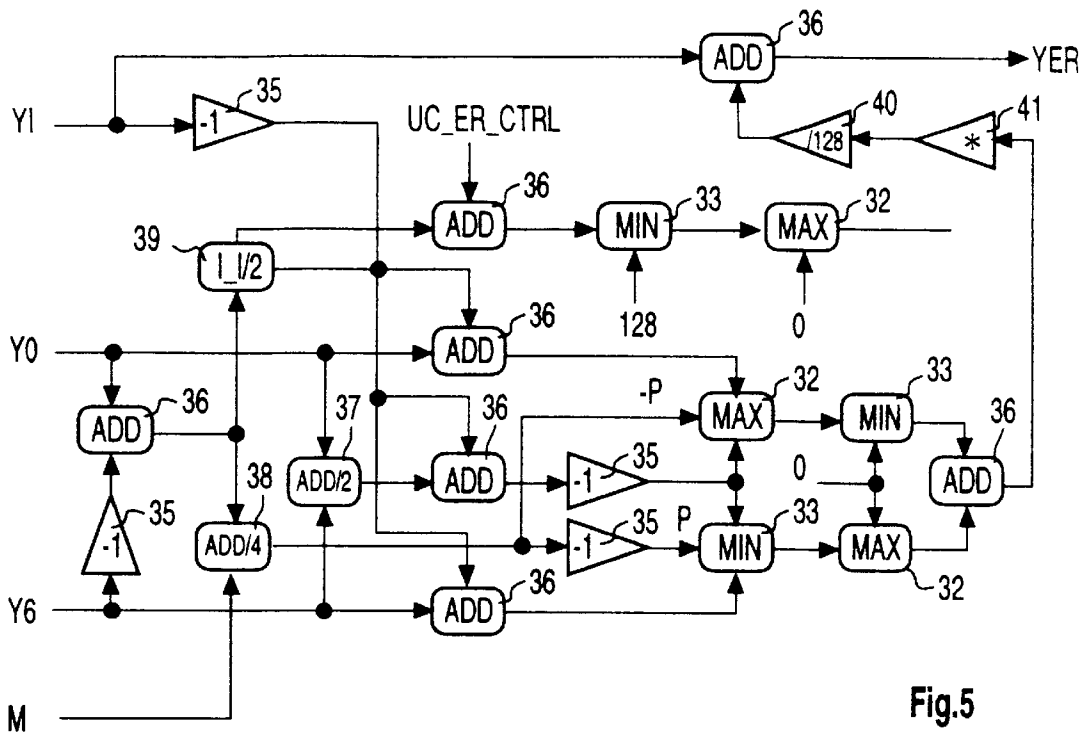 36
ADD
YER
YI
35
-1
UC_ER_CTRL
40
/128
41
*
36
ADD
33
MIN
32
MAX
39
I_I/2
128
0
Y0
36
ADD
36
ADD
37
ADD/2
36
ADD
-P
32
MAX
33
MIN
36
ADD
35
-1
0
35
-1
38
ADD/4
35
-1
P
33
MIN
MAX
32
Y6
36
ADD
M
Fig.5